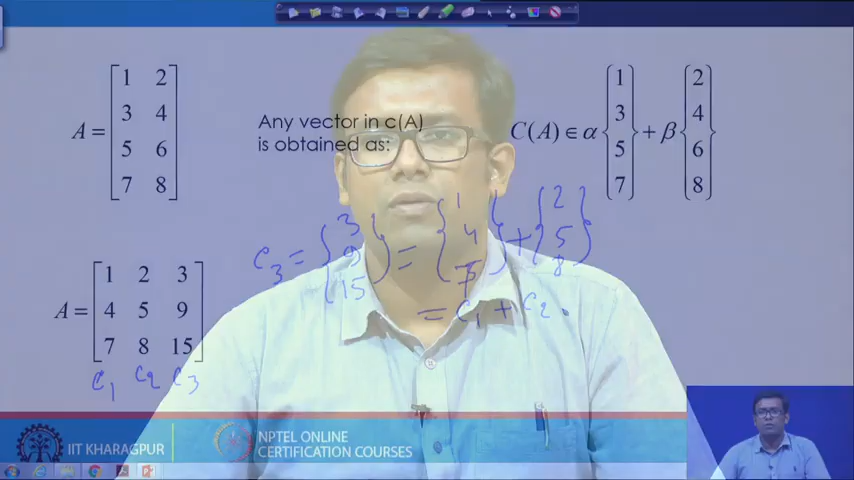 A = [1 2
3 4
5 6
7 8]
Any vector in c(A)
is obtained as:
C(A) ∈ α {1 3 5 7} + β {2 4 6 8}
c₃ = {3 9 15} = {1 4 7} + {2 5 8}
= c₁ + c₂.
A = [1 2 3
4 5 9
7 8 15]
c₁ c₂ c₃
IIT KHARAGPUR
NPTEL ONLINE
CERTIFICATION COURSES